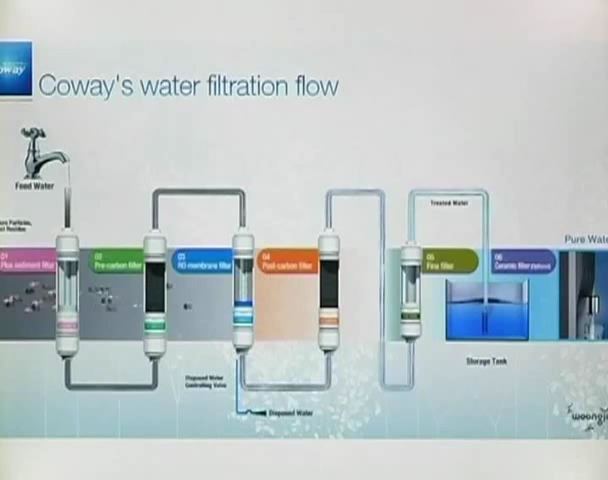 Coway's water filtration flow
Feed Water
Treated Water
Pure Wate
01
Plus sediment filter
02
Pre-carbon filter
03
RO membrane filter
04
Post-carbon filter
05
Fine filter
06
Ceramic filter
Storage Tank
Disposed Water
Controlling Valve
Disposed Water
woongji